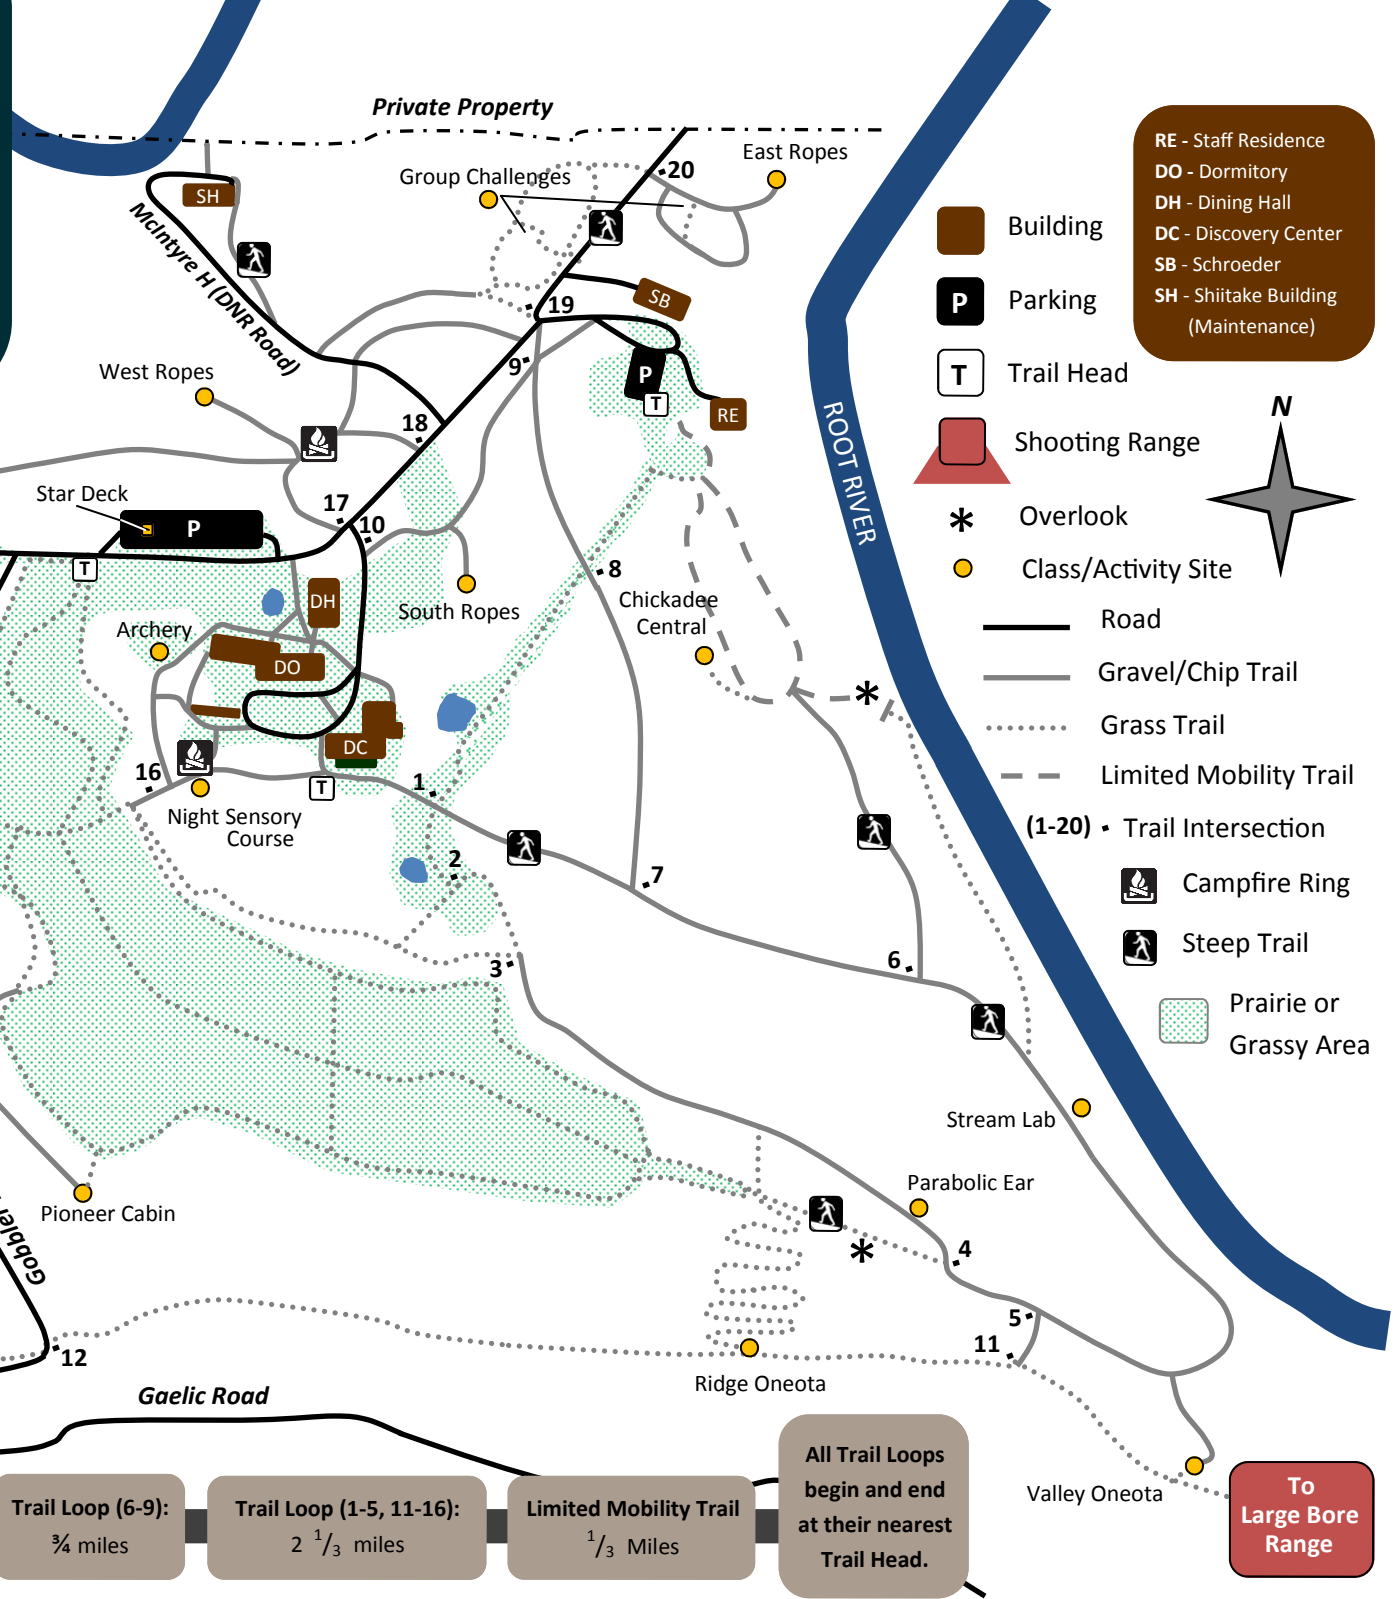 Private Property
East Ropes
Group Challenges
20
SH
McIntyre H (DNR Road)
19
SB
9
P
T
RE
West Ropes
18
Star Deck
P
17
10
T
DH
South Ropes
8
Chickadee
Central
Archery
DO
DC
16
1
Night Sensory
Course
2
7
3
6
ROOT RIVER
Stream Lab
Parabolic Ear
Pioneer Cabin
Gobbler
4
5
11
12
Ridge Oneota
Valley Oneota
Gaelic Road
T
RE - Staff Residence
DO - Dormitory
DH - Dining Hall
DC - Discovery Center
SB - Schroeder
SH - Shiitake Building
(Maintenance)
Building
P
Parking
T
Trail Head
Shooting Range
N
* Overlook
Class/Activity Site
Road
Gravel/Chip Trail
Grass Trail
Limited Mobility Trail
(1-20) Trail Intersection
Campfire Ring
Steep Trail
Prairie or
Grassy Area
Trail Loop (6-9):
¾ miles
Trail Loop (1-5, 11-16):
2 1/3 miles
Limited Mobility Trail
1/3 Miles
All Trail Loops
begin and end
at their nearest
Trail Head.
To
Large Bore
Range